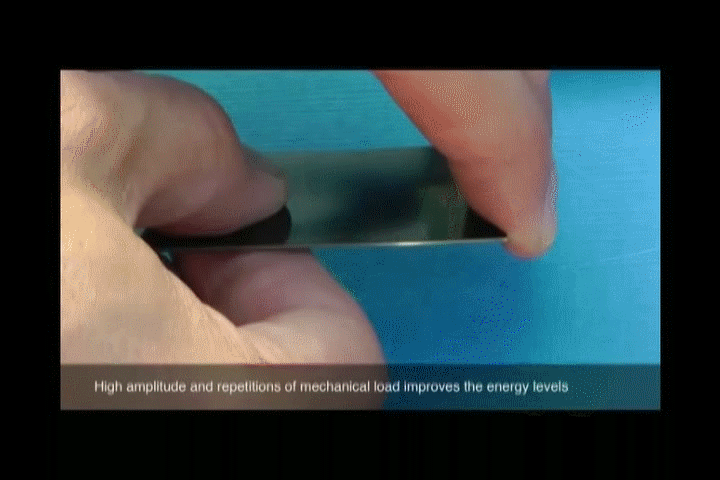 High amplitude and repetitions of mechanical load improves the energy levels